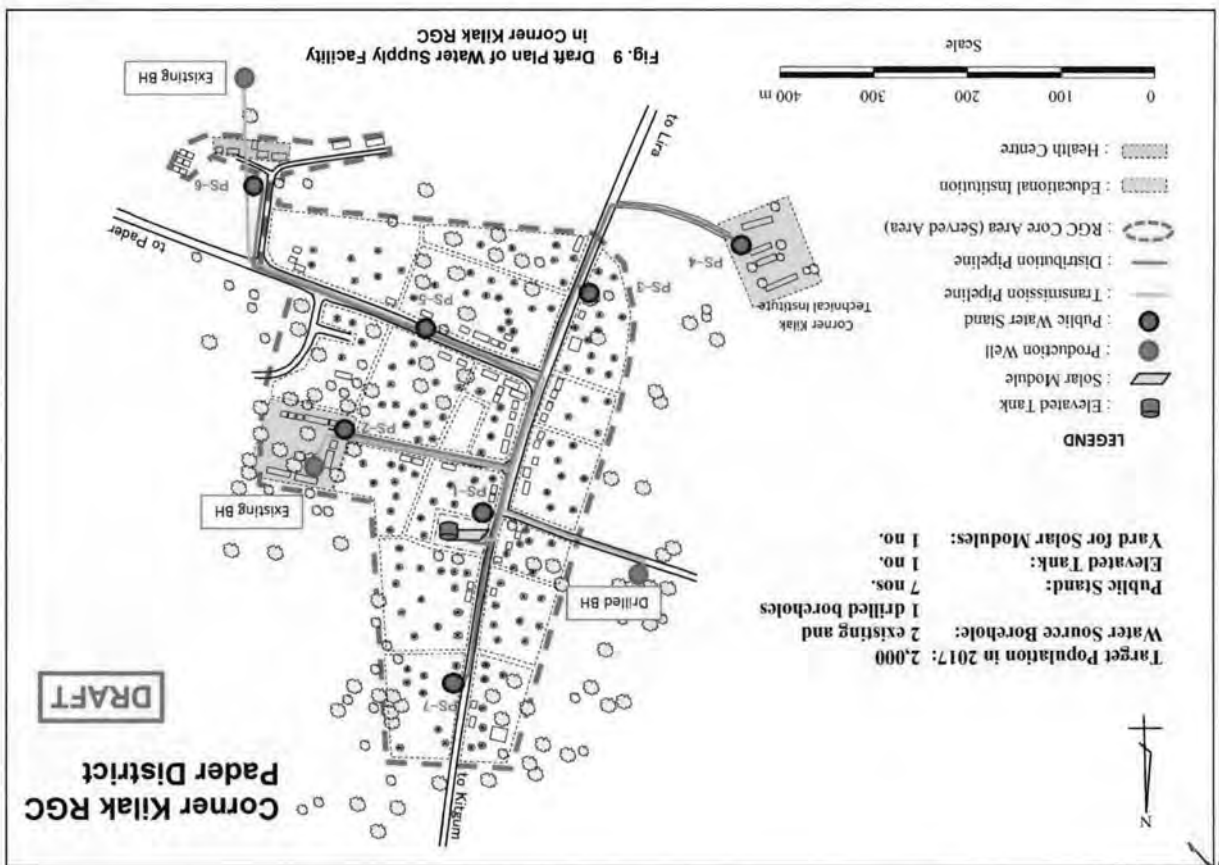 Corner Kilak RGC
Pader District
DRAFT
N
Target Population in 2017: 2,000
Water Source Borehole: 2 existing and
1 drilled boreholes
Public Stand: 7 nos.
Elevated Tank: 1 no.
Yard for Solar Modules: 1 no.
LEGEND
: Elevated Tank
: Solar Module
: Production Well
: Public Water Stand
: Transmission Pipeline
: Distribution Pipeline
: RGC Core Area (Served Area)
: Educational Institution
: Health Centre
0 100 200 300 400 m
Scale
to Kitgum
PS-7
Drilled BH
PS-1
Existing BH
PS-2
Corner Kilak
Technical Institute
PS-4
PS-3
PS-5
to Pader
PS-6
to Lira
Existing BH
Fig. 9 Draft Plan of Water Supply Facility
in Corner Kilak RGC